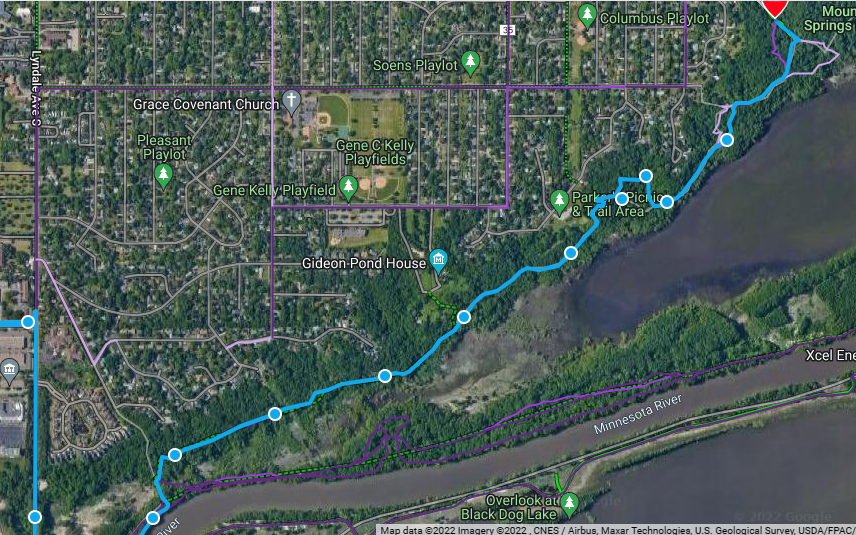 Columbus Playlot
Moun
Springs
35
Soens Playlot
Lyndale Ave S
Grace Covenant Church
Pleasant
Playlot
Gene C Kelly
Playfields
Gene Kelly Playfield
Picnic
& Trail Area
Gideon Pond House
Xcel Ene
Minnesota River
Overlook at
Black Dog Lake
River
© 2022 Google
Map data ©2022 Imagery ©2022 , CNES / Airbus, Maxar Technologies, U.S. Geological Survey, USDA/FPAC/